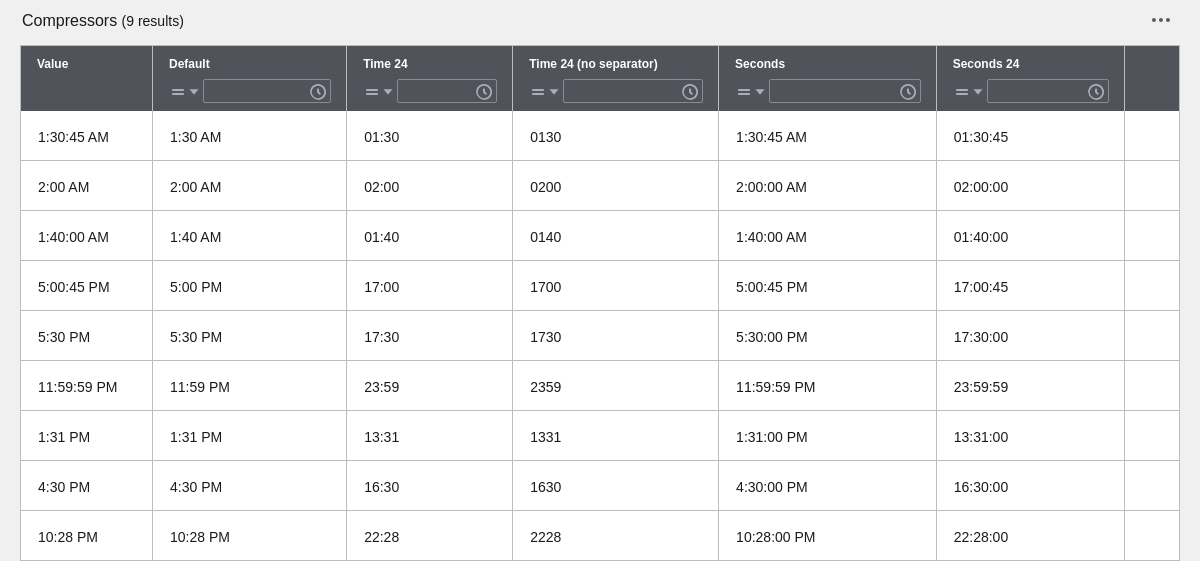 Compressors (9 results)
Value Default Time 24 Time 24 (no separator) Seconds Seconds 24
1:30:45 AM 1:30 AM 01:30 0130 1:30:45 AM 01:30:45
2:00 AM 2:00 AM 02:00 0200 2:00:00 AM 02:00:00
1:40:00 AM 1:40 AM 01:40 0140 1:40:00 AM 01:40:00
5:00:45 PM 5:00 PM 17:00 1700 5:00:45 PM 17:00:45
5:30 PM 5:30 PM 17:30 1730 5:30:00 PM 17:30:00
11:59:59 PM 11:59 PM 23:59 2359 11:59:59 PM 23:59:59
1:31 PM 1:31 PM 13:31 1331 1:31:00 PM 13:31:00
4:30 PM 4:30 PM 16:30 1630 4:30:00 PM 16:30:00
10:28 PM 10:28 PM 22:28 2228 10:28:00 PM 22:28:00